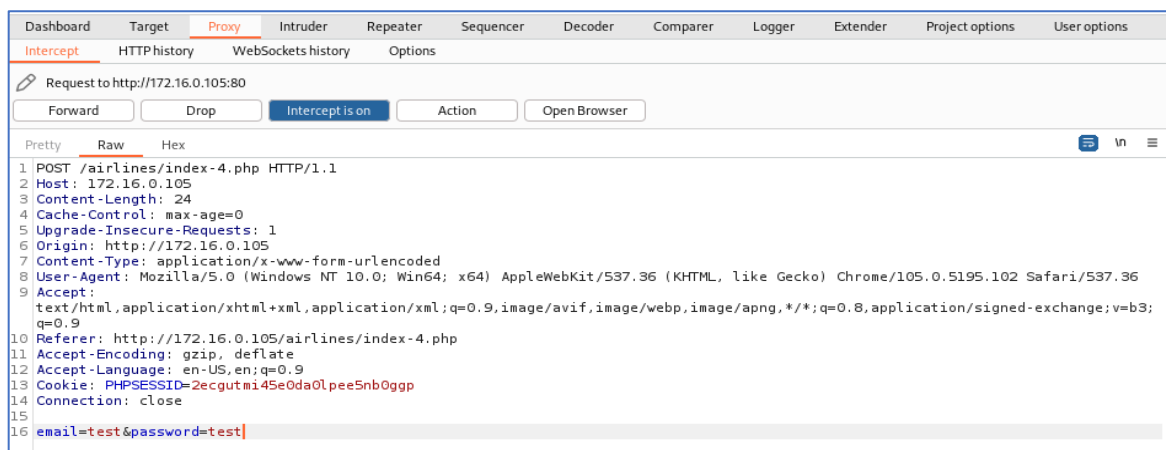 Dashboard Target Proxy Intruder Repeater Sequencer Decoder Comparer Logger Extender Project options User options
Intercept HTTP history WebSockets history Options
Request to http://172.16.0.105:80
Forward Drop Intercept is on Action Open Browser
Pretty Raw Hex \n
1 POST /airlines/index-4.php HTTP/1.1
2 Host: 172.16.0.105
3 Content-Length: 24
4 Cache-Control: max-age=0
5 Upgrade-Insecure-Requests: 1
6 Origin: http://172.16.0.105
7 Content-Type: application/x-www-form-urlencoded
8 User-Agent: Mozilla/5.0 (Windows NT 10.0; Win64; x64) AppleWebKit/537.36 (KHTML, like Gecko) Chrome/105.0.5195.102 Safari/537.36
9 Accept:
text/html,application/xhtml+xml,application/xml;q=0.9,image/avif,image/webp,image/apng,*/*;q=0.8,application/signed-exchange;v=b3;
q=0.9
10 Referer: http://172.16.0.105/airlines/index-4.php
11 Accept-Encoding: gzip, deflate
12 Accept-Language: en-US,en;q=0.9
13 Cookie: PHPSESSID=2ecgutmi45e0da0lpee5nb0ggp
14 Connection: close
15
16 email=test&password=test